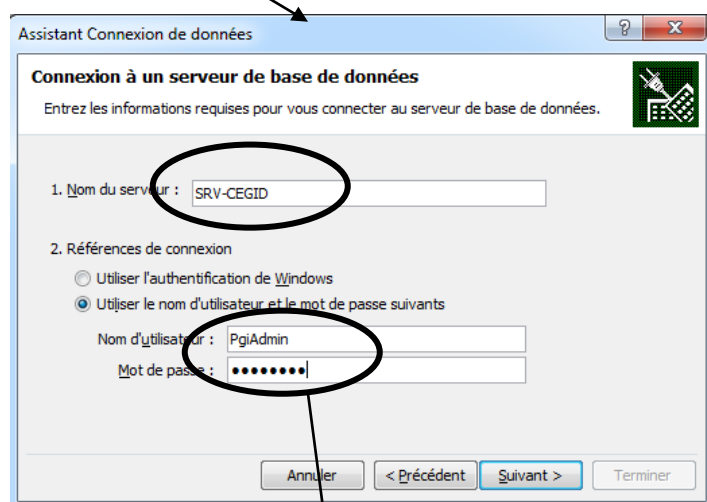 Assistant Connexion de données
Connexion à un serveur de base de données
Entrez les informations requises pour vous connecter au serveur de base de données.
1. Nom du serveur : SRV-CEGID
2. Références de connexion
Utiliser l'authentification de Windows
Utiliser le nom d'utilisateur et le mot de passe suivants
Nom d'utilisateur : PgiAdmin
Mot de passe : ●●●●●●●●
Annuler < Précédent Suivant > Terminer